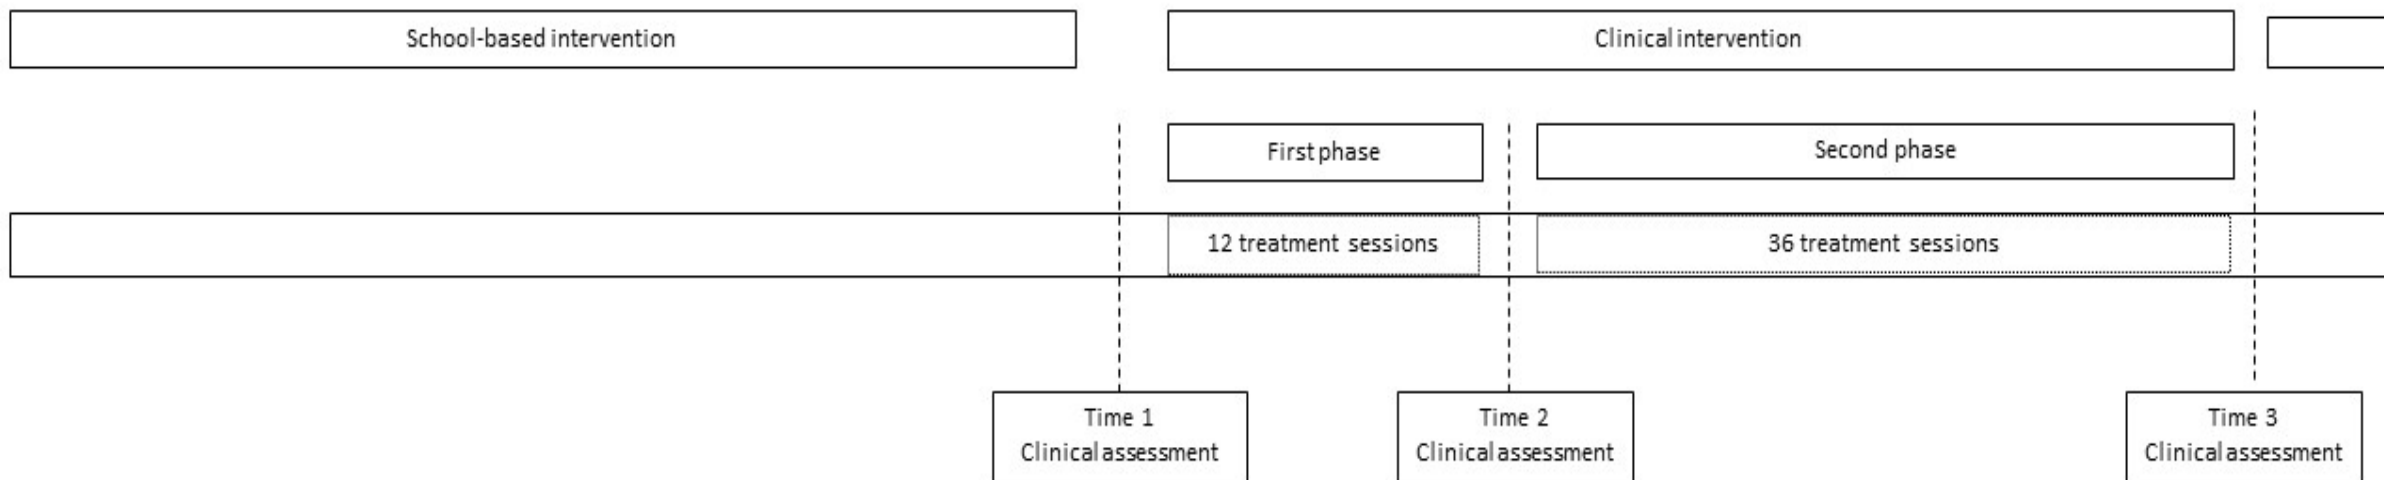 School-based intervention
Clinical intervention
First phase
Second phase
12 treatment sessions
36 treatment sessions
Time 1
Clinical assessment
Time 2
Clinical assessment
Time 3
Clinical assessment